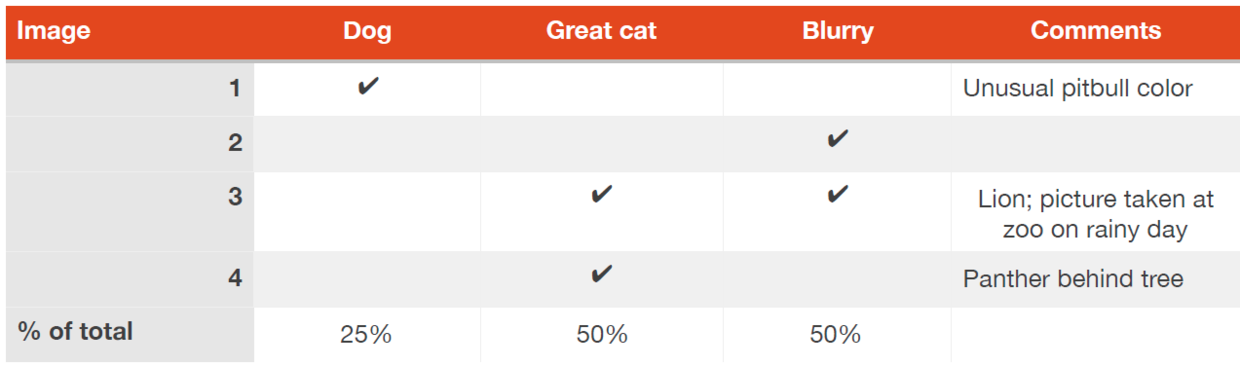 Image Dog Great cat Blurry Comments
1 ✔ Unusual pitbull color
2 ✔
3 ✔ ✔ Lion; picture taken at
zoo on rainy day
4 ✔ Panther behind tree
% of total 25% 50% 50%